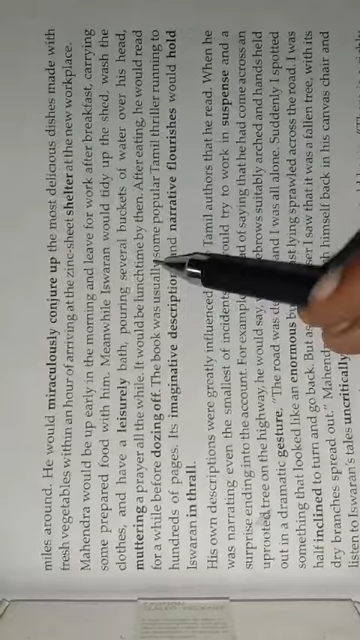 miles around. He would miraculously conjure up the most delicious dishes made with
fresh vegetables within an hour of arriving at the zinc-sheet shelter at the new workplace.
Mahendra would be up early in the morning and leave for work after breakfast, carrying
some prepared food with him. Meanwhile Iswaran would tidy up the shed, wash the
clothes, and have a leisurely bath, pouring several buckets of water over his head,
muttering a prayer all the while. It would be lunchtime by then. After eating, he would read
for a while before dozing off. The book was usually some popular Tamil thriller running to
hundreds of pages. Its imaginative description and narrative flourishes would hold
Iswaran in thrall.
His own descriptions were greatly influenced Tamil authors that he read. When he
was narrating even the smallest of incidents would try to work in suspense and a
surprise ending into the account. For example of saying that he had come across an
uprooted tree on the highway, he would say, suitably arched and hands held
out in a dramatic gesture, "The road was and I was all alone. Suddenly I spotted
something that looked like an enormous lying sprawled across the road. I was
half inclined to turn and go back. But as I saw that it was a fallen tree, with its
dry branches spread out." himself back in his canvas chair and
listen to Iswaran's tales uncritically